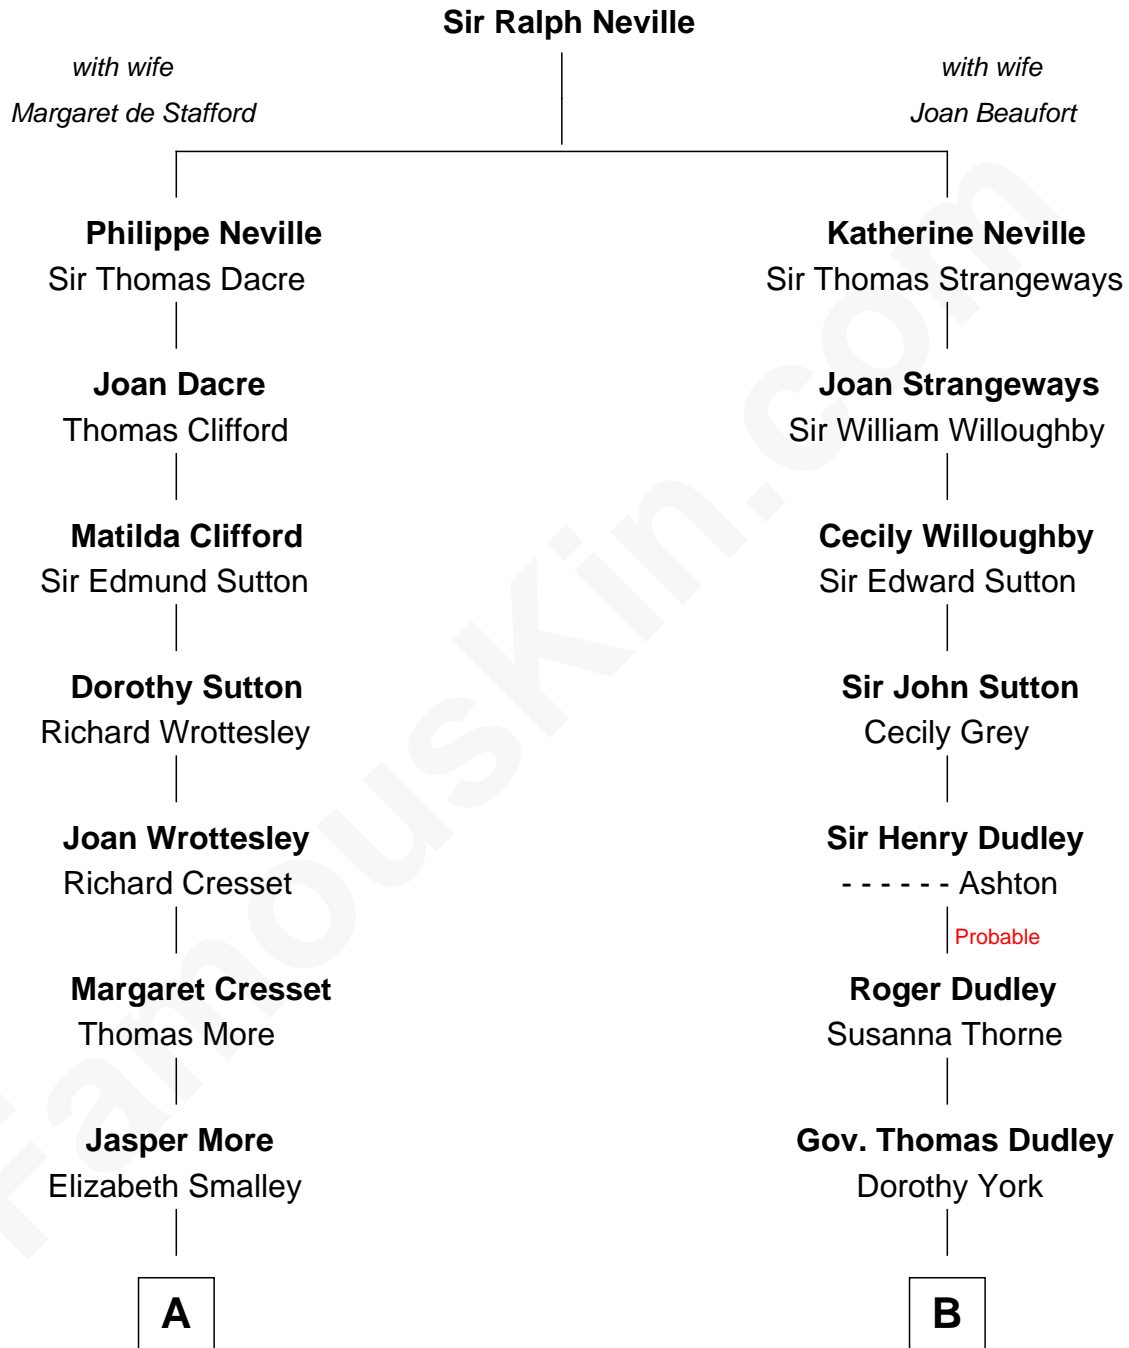 Sir Ralph Neville
with wife
Margaret de Stafford
with wife
Joan Beaufort
Philippe Neville
Sir Thomas Dacre
Katherine Neville
Sir Thomas Strangeways
Joan Dacre
Thomas Clifford
Joan Strangeways
Sir William Willoughby
Matilda Clifford
Sir Edmund Sutton
Cecily Willoughby
Sir Edward Sutton
Dorothy Sutton
Richard Wrottesley
Sir John Sutton
Cecily Grey
Joan Wrottesley
Richard Cresset
Sir Henry Dudley
- - - - - - Ashton
Probable
Margaret Cresset
Thomas More
Roger Dudley
Susanna Thorne
Jasper More
Elizabeth Smalley
Gov. Thomas Dudley
Dorothy York
A
B
FamousKin.com